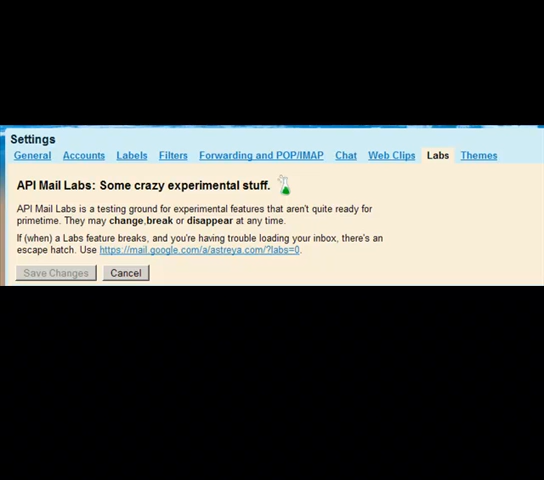 Settings
General Accounts Labels Filters Forwarding and POP/IMAP Chat Web Clips Labs Themes
API Mail Labs: Some crazy experimental stuff.
API Mail Labs is a testing ground for experimental features that aren't quite ready for
primetime. They may change,break or disappear at any time.
If (when) a Labs feature breaks, and you're having trouble loading your inbox, there's an
escape hatch. Use https://mail.google.com/a/astreya.com/?labs=0.
Save Changes Cancel